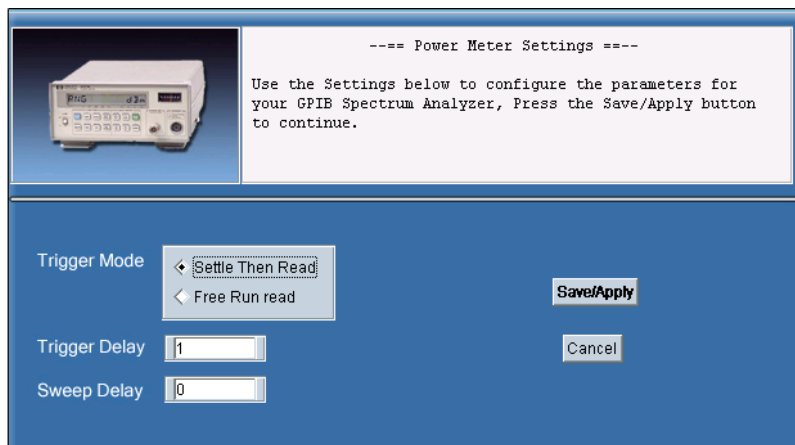 --== Power Meter Settings ==--
Use the Settings below to configure the parameters for
your GPIB Spectrum Analyzer, Press the Save/Apply button
to continue.
Trigger Mode
Settle Then Read
Free Run read
Save/Apply
Trigger Delay
1
Cancel
Sweep Delay
0